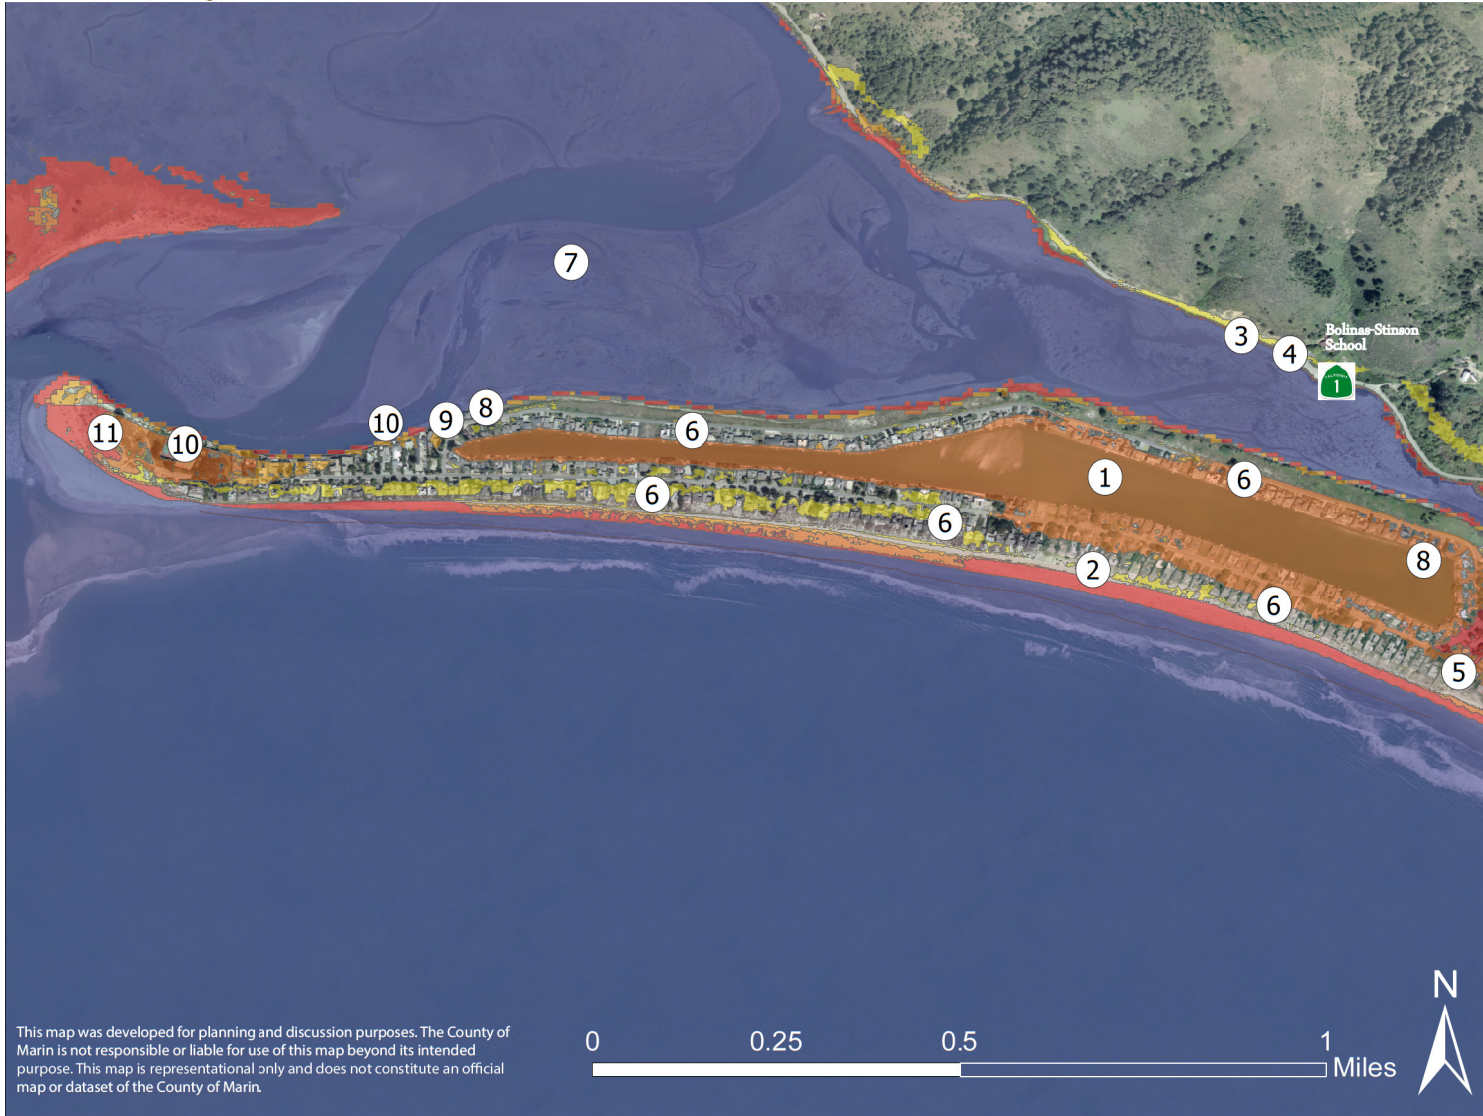 7
3
4
Bolinas-Stinson
School
CALIFORNIA
1
10
9
8
11
10
6
6
6
1
6
8
2
6
5
N
This map was developed for planning and discussion purposes. The County of
Marin is not responsible or liable for use of this map beyond its intended
purpose. This map is representational only and does not constitute an official
map or dataset of the County of Marin.
0 0.25 0.5 1
Miles